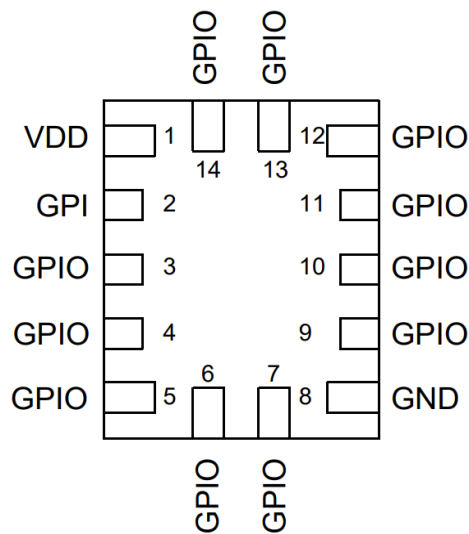 GPIO GPIO
VDD 1 14 13 12 GPIO
GPI 2 11 GPIO
GPIO 3 10 GPIO
GPIO 4 9 GPIO
GPIO 5 6 7 8 GND
GPIO GPIO